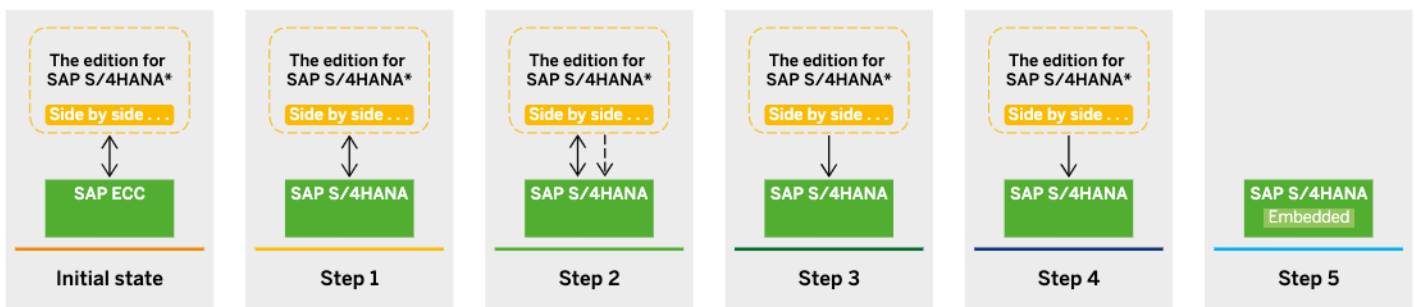 The edition for
SAP S/4HANA*
Side by side . . .
SAP ECC
Initial state
The edition for
SAP S/4HANA*
Side by side . . .
SAP S/4HANA
Step 1
The edition for
SAP S/4HANA*
Side by side . . .
SAP S/4HANA
Step 2
The edition for
SAP S/4HANA*
Side by side . . .
SAP S/4HANA
Step 3
The edition for
SAP S/4HANA*
Side by side . . .
SAP S/4HANA
Step 4
SAP S/4HANA
Embedded
Step 5